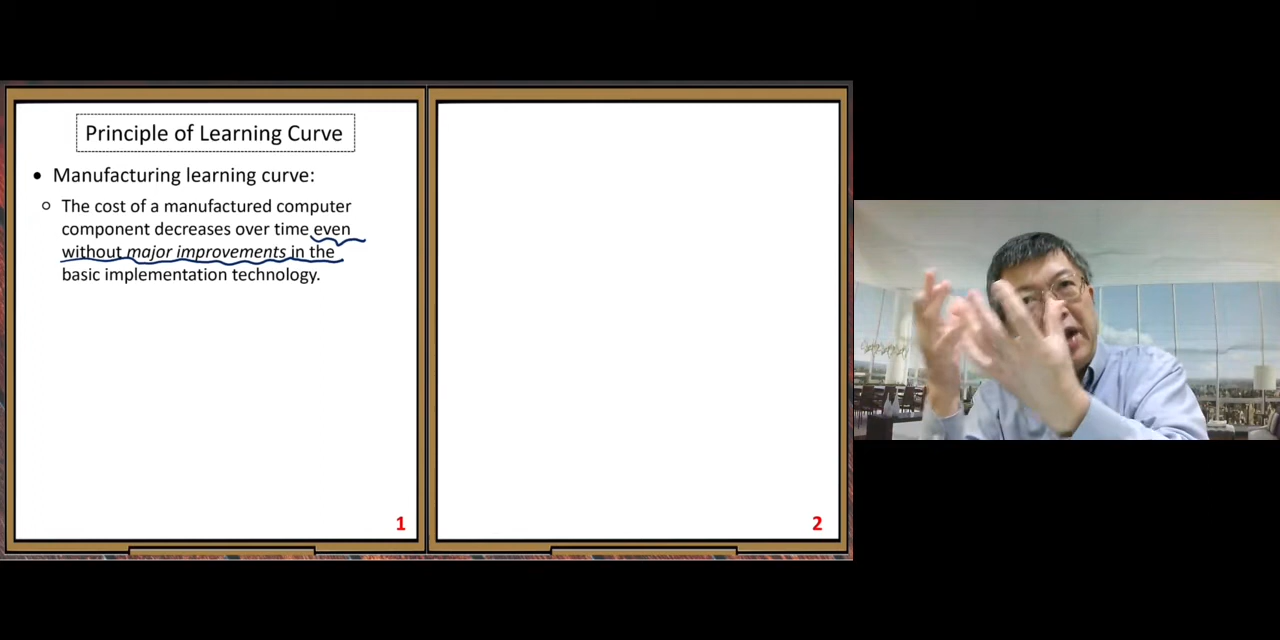 Principle of Learning Curve
• Manufacturing learning curve:
o The cost of a manufactured computer
component decreases over time even
without major improvements in the
basic implementation technology.
1
2